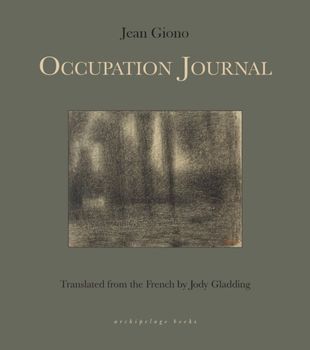 Jean Giono
Occupation Journal
Translated from the French by Jody Gladding
archipelago books